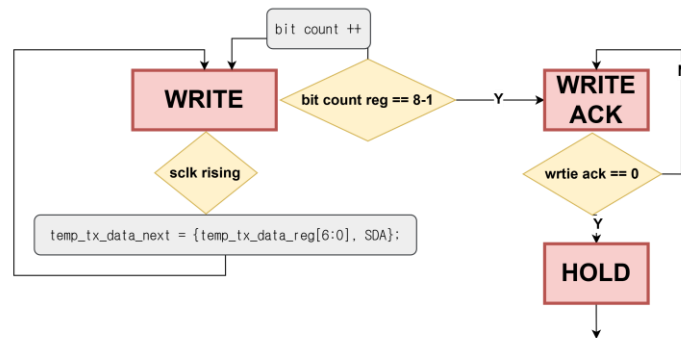 bit count ++
WRITE
bit count reg == 8-1
Y
WRITE
ACK
sclk rising
wrtie ack == 0
temp_tx_data_next = {temp_tx_data_reg[6:0], SDA};
Y
HOLD